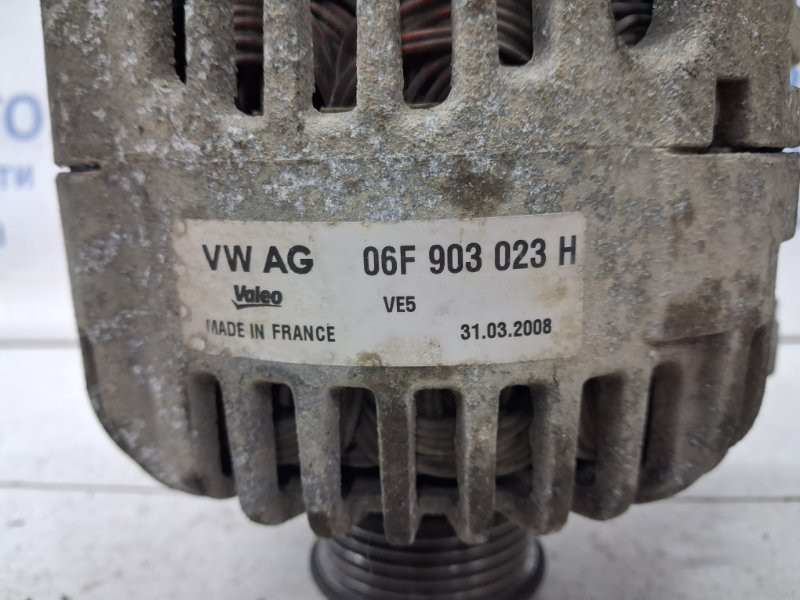 VW AG 06F 903 023 H
Valeo VE5
MADE IN FRANCE 31.03.2008